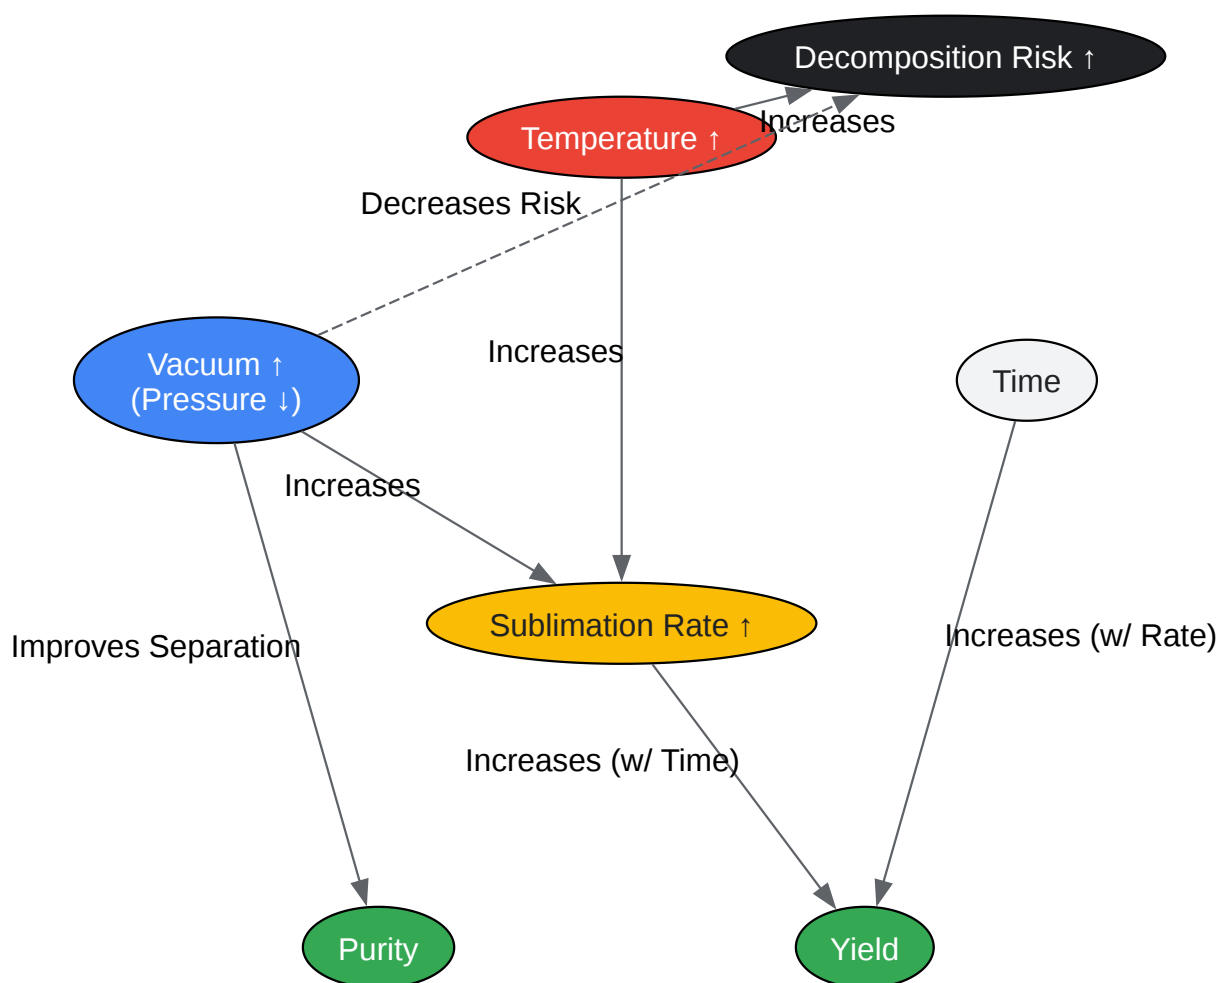 Decomposition Risk ↑
Increases
Temperature ↑
Decreases Risk
Increases
Vacuum ↑
(Pressure ↓)
Time
Increases
Sublimation Rate ↑
Improves Separation
Increases (w/ Rate)
Increases (w/ Time)
Purity
Yield